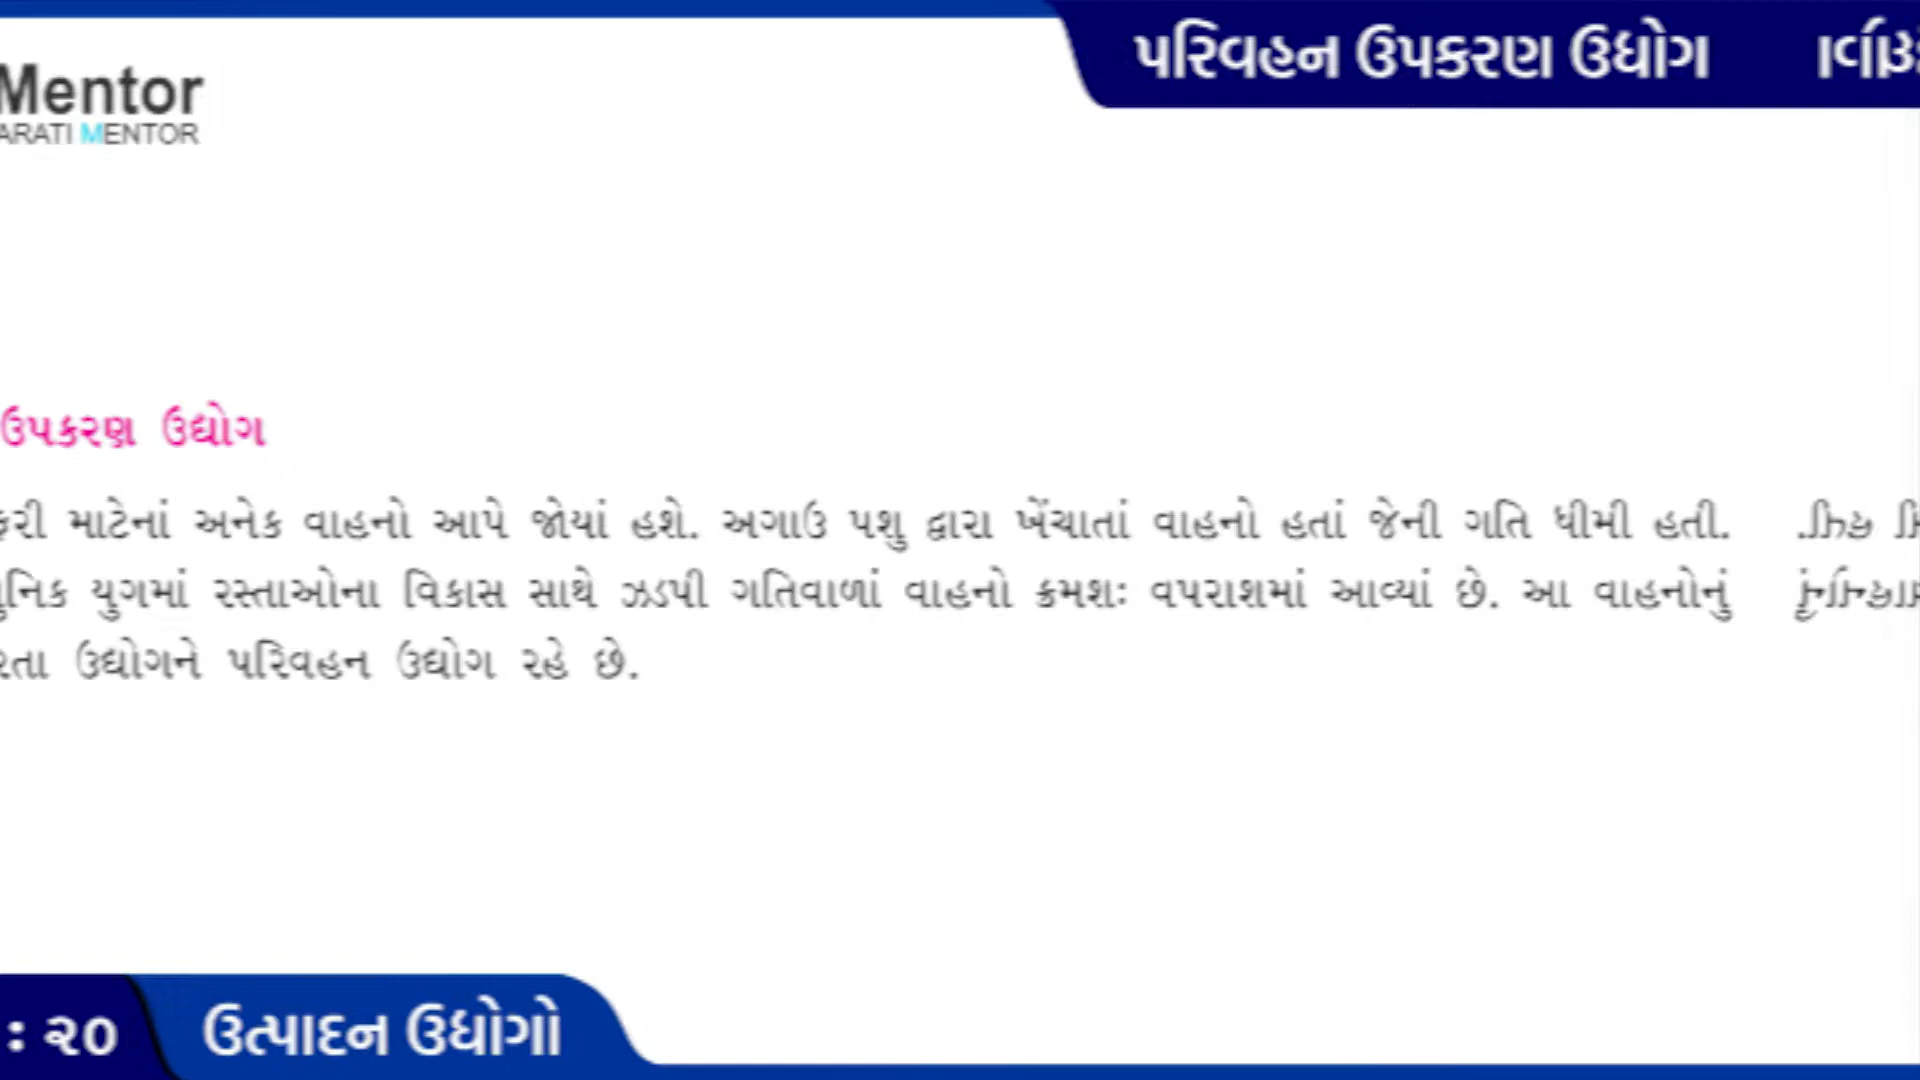 પરિવહન ઉપકરણ ઉદ્યોગ
Mentor
ARATI MENTOR
ઉપકરણ ઉદ્યોગ
માટેનાં અનેક વાહનો આપે જોયાં હશે. અગાઉ પશુ દ્વારા ખેંચાતાં વાહનો હતાં જેની ગતિ ધીમી હતી.
યુગમાં રસ્તાઓના વિકાસ સાથે ઝડપી ગતિવાળાં વાહનો ક્રમશઃ વપરાશમાં આવ્યાં છે. આ વાહનોનું
ઉદ્યોગને પરિવહન ઉદ્યોગ રહે છે.
: ૨૦ ઉત્પાદન ઉદ્યોગો